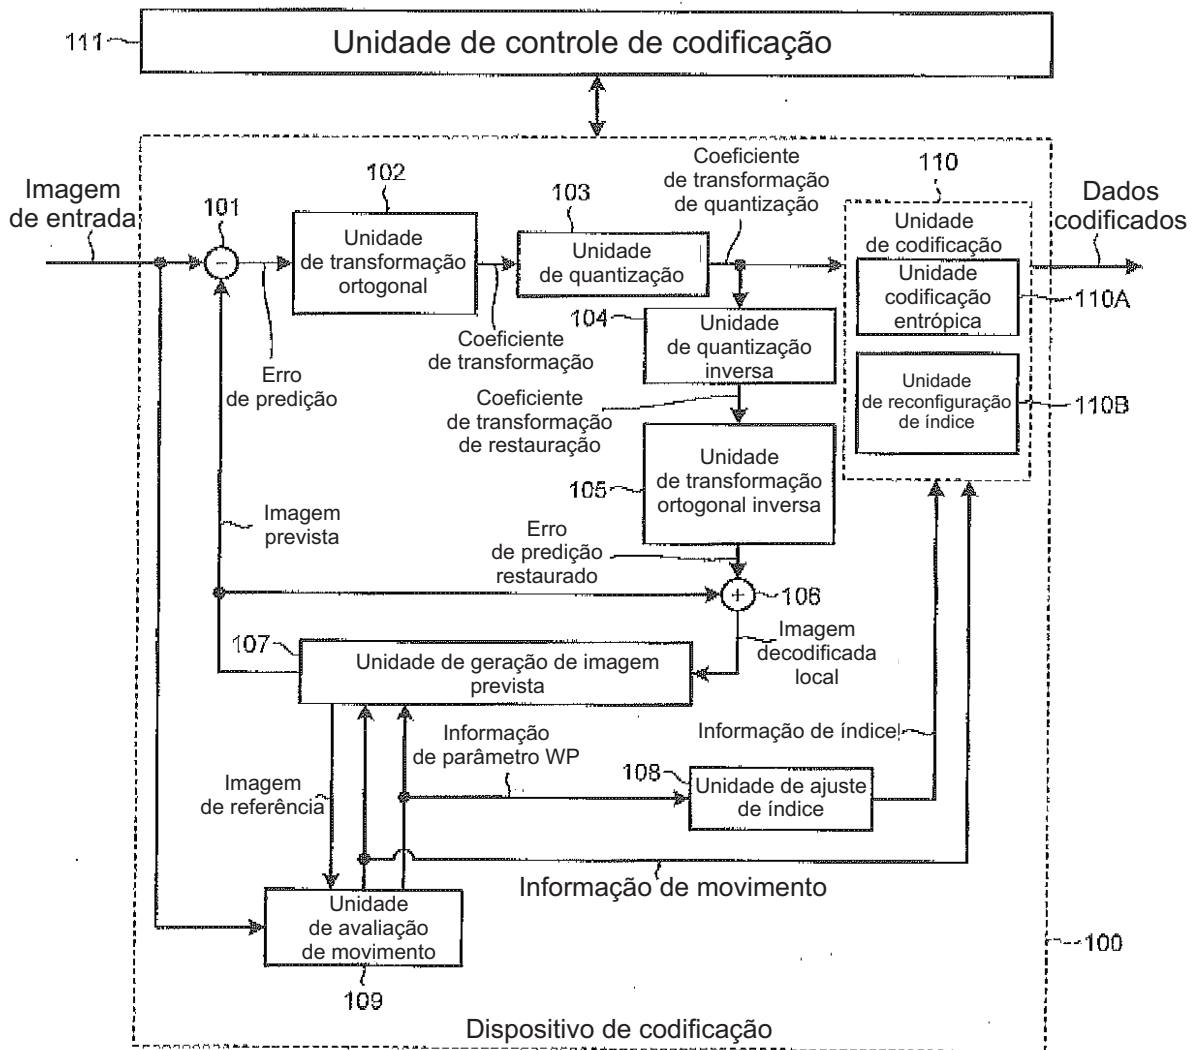 111
Unidade de controle de codificação
Imagem
de entrada
101
102
Unidade
de transformação
ortogonal
103
Unidade
de quantização
Coeficiente
de transformação
de quantização
110
Unidade
de codificação
Dados
codificados
Unidade
codificação
entrópica
110A
Unidade
de reconfiguração
de índice
110B
Erro
de predição
Coeficiente
de transformação
104
Unidade
de quantização
inversa
Coeficiente
de transformação
de restauração
105
Unidade
de transformação
ortogonal inversa
Imagem
prevista
Erro
de predição
restaurado
+
106
107
Unidade de geração de imagem
prevista
Imagem
decodificada
local
Informação
de parâmetro WP
Informação de índice
Imagem
de referência
108
Unidade de ajuste
de índice
Informação de movimento
Unidade
de avaliação
de movimento
109
100
Dispositivo de codificação